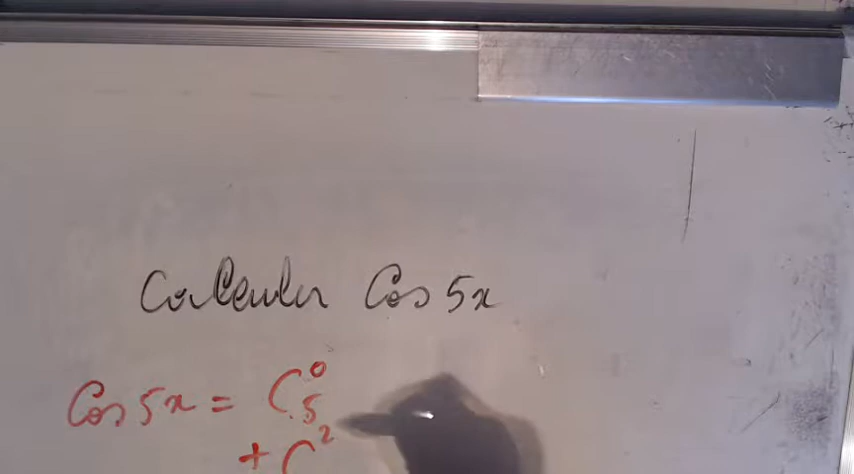 Calculer Cos 5x
Cos 5x = C⁰₅
+ C²